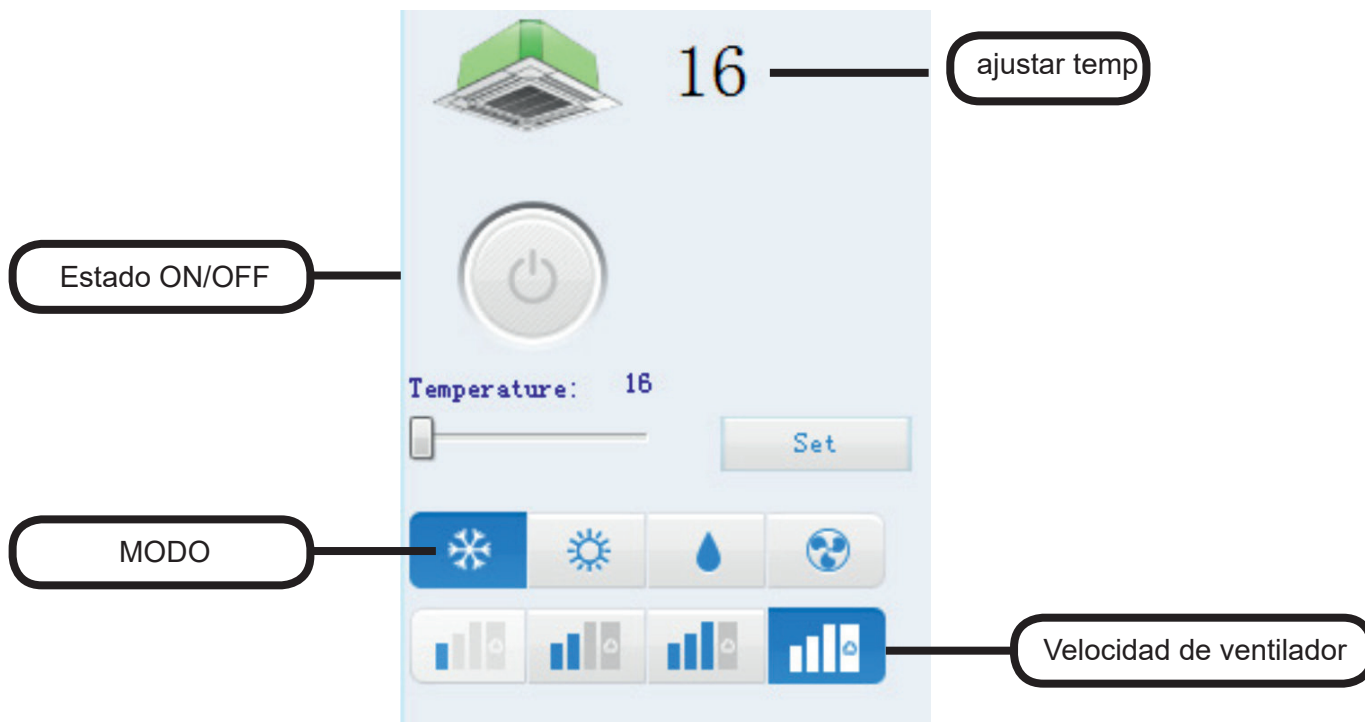 16
ajustar temp
Estado ON/OFF
Temperature: 16
Set
MODO
Velocidad de ventilador